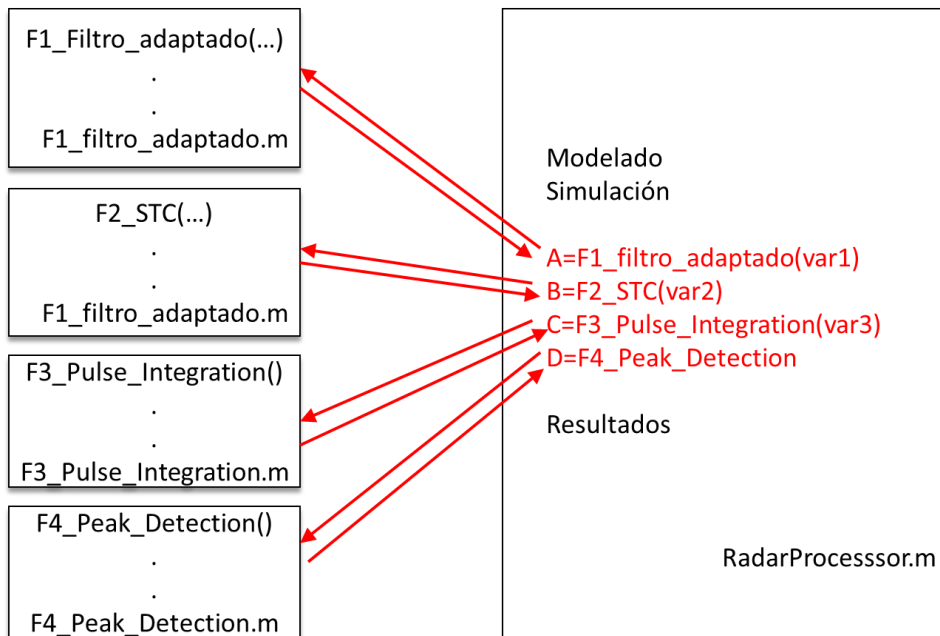 F1_Filtro_adaptado(...)
.
.
F1_filtro_adaptado.m
F2_STC(...)
.
.
F1_filtro_adaptado.m
F3_Pulse_Integration()
.
.
F3_Pulse_Integration.m
F4_Peak_Detection()
.
.
F4_Peak_Detection.m
Modelado
Simulación
A=F1_filtro_adaptado(var1)
B=F2_STC(var2)
C=F3_Pulse_Integration(var3)
D=F4_Peak_Detection
Resultados
RadarProcesssor.m